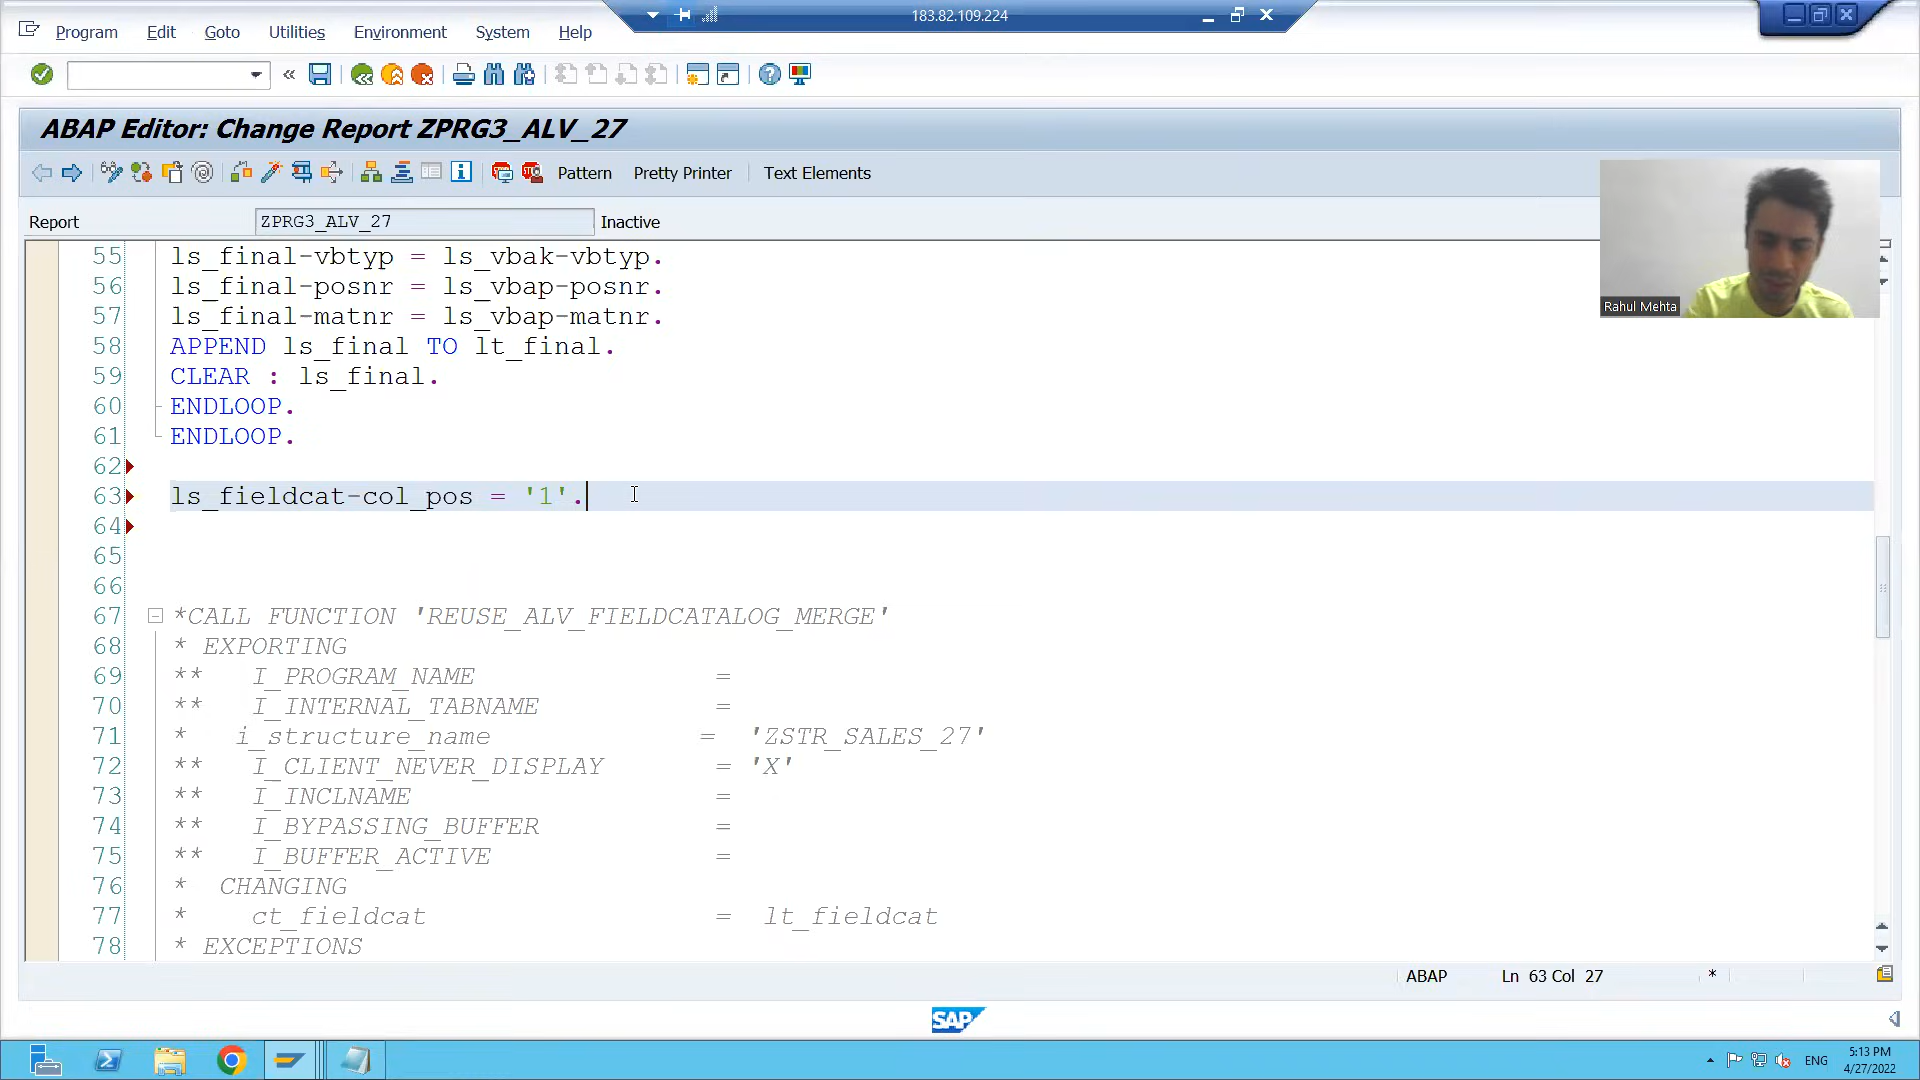 183.82.109.224
Program Edit Goto Utilities Environment System Help
ABAP Editor: Change Report ZPRG3_ALV_27
Pattern Pretty Printer Text Elements
Report ZPRG3_ALV_27 Inactive
Rahul Mehta
55 ls_final-vbtyp = ls_vbak-vbtyp.
56 ls_final-posnr = ls_vbap-posnr.
57 ls_final-matnr = ls_vbap-matnr.
58 APPEND ls_final TO lt_final.
59 CLEAR : ls_final.
60 ENDLOOP.
61 ENDLOOP.
62
63 ls_fieldcat-col_pos = '1'.
64
65
66
67 *CALL FUNCTION 'REUSE_ALV_FIELDCATALOG_MERGE'
68 * EXPORTING
69 ** I_PROGRAM_NAME =
70 ** I_INTERNAL_TABNAME =
71 * i_structure_name = 'ZSTR_SALES_27'
72 ** I_CLIENT_NEVER_DISPLAY = 'X'
73 ** I_INCLNAME =
74 ** I_BYPASSING_BUFFER =
75 ** I_BUFFER_ACTIVE =
76 * CHANGING
77 * ct_fieldcat = lt_fieldcat
78 * EXCEPTIONS
ABAP Ln 63 Col 27 *
SAP
ENG 5:13 PM
4/27/2022